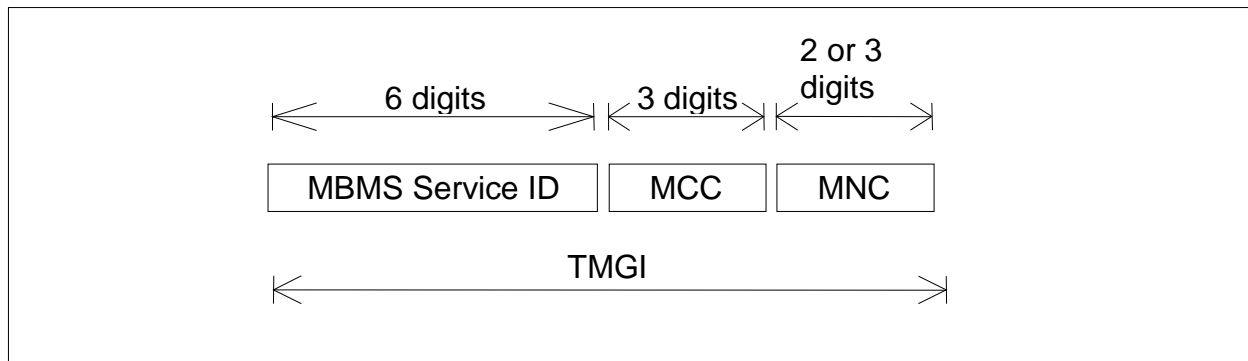 2 or 3
digits
6 digits
3 digits
MBMS Service ID
MCC
MNC
TMGI